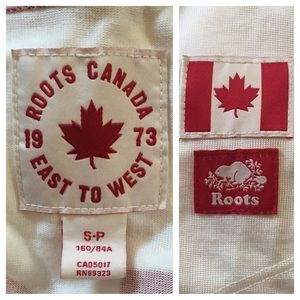 ROOTS CANADA
19 73
EAST TO WEST
S-P
160/84A
CA05017
RN89323
Roots